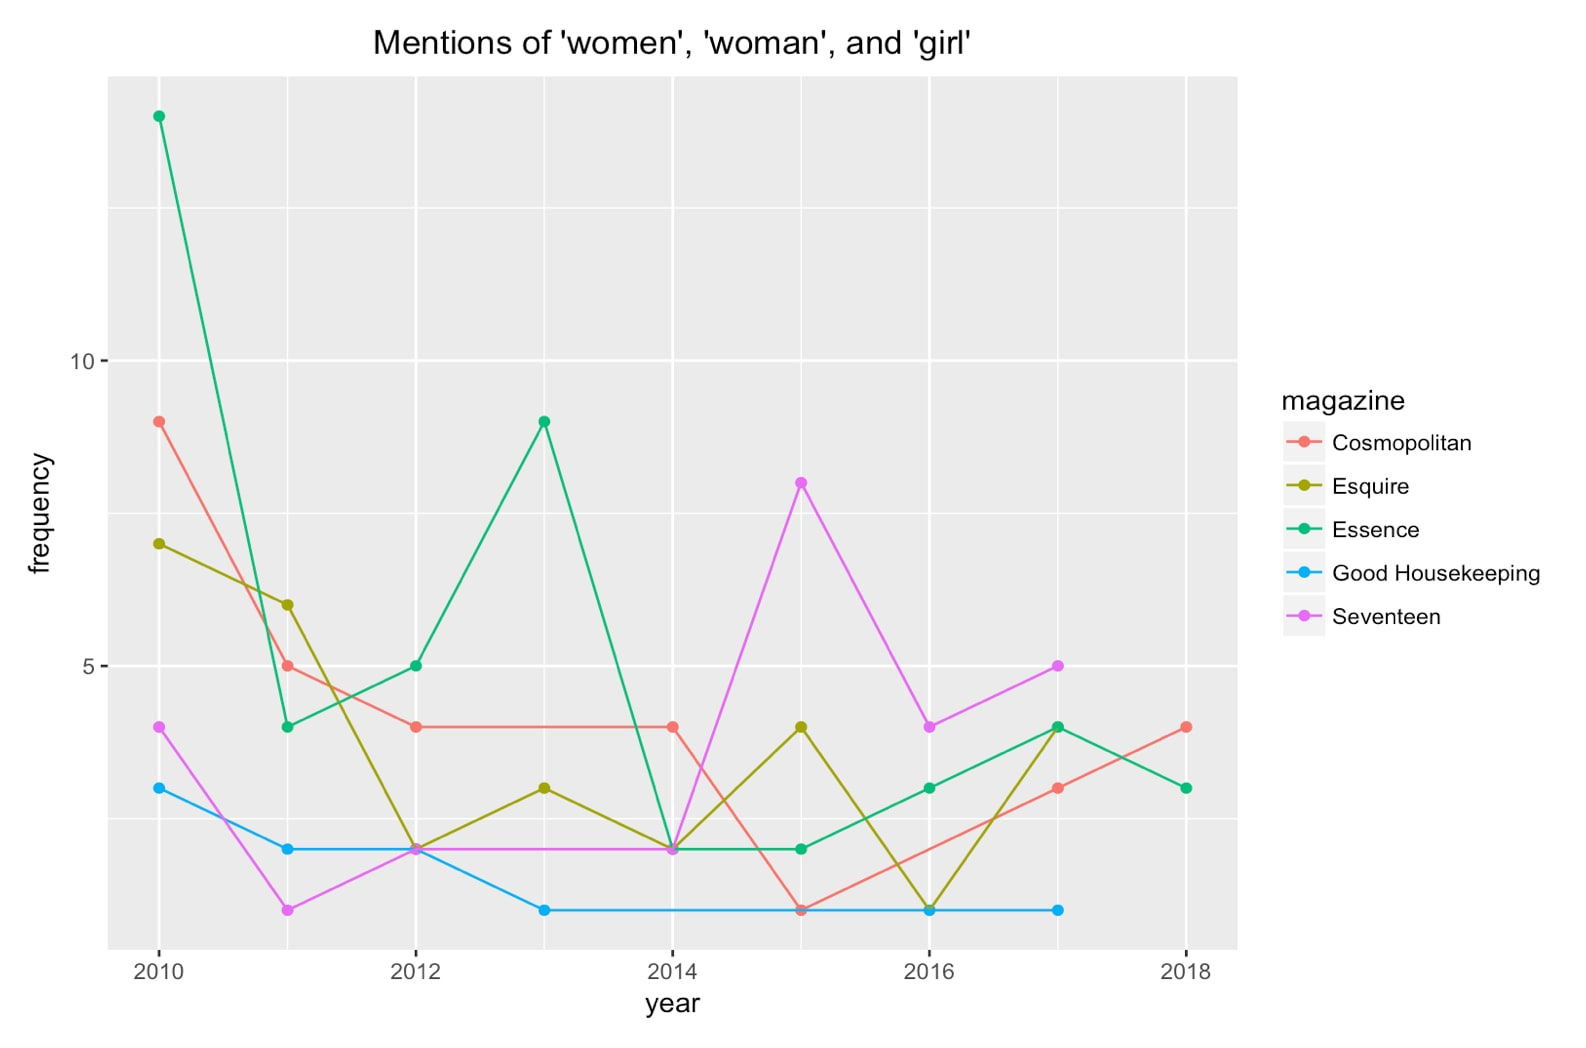 Mentions of 'women', 'woman', and 'girl'
frequency
10
5
2010
2012
2014
2016
2018
year
magazine
Cosmopolitan
Esquire
Essence
Good Housekeeping
Seventeen